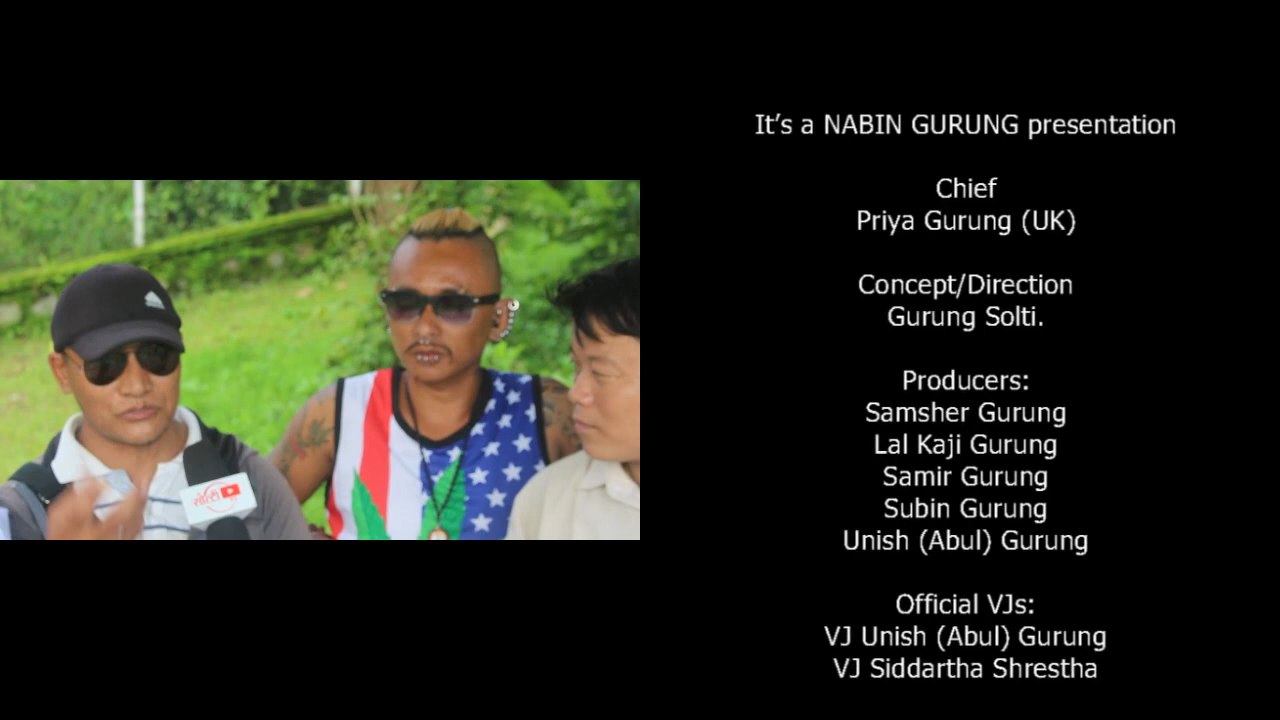 It's a NABIN GURUNG presentation
Chief
Priya Gurung (UK)
Concept/Direction
Gurung Solti.
Producers:
Samsher Gurung
Lal Kaji Gurung
Samir Gurung
Subin Gurung
Unish (Abul) Gurung
Official VJs:
VJ Unish (Abul) Gurung
VJ Siddartha Shrestha